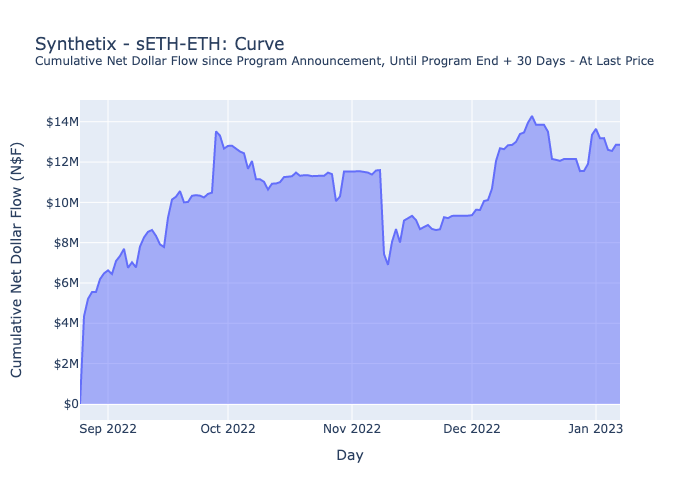 Synthetix - sETH-ETH: Curve
Cumulative Net Dollar Flow since Program Announcement, Until Program End + 30 Days - At Last Price
Cumulative Net Dollar Flow (N$F)
$14M
$12M
$10M
$8M
$6M
$4M
$2M
$0
Sep 2022 Oct 2022 Nov 2022 Dec 2022 Jan 2023
Day